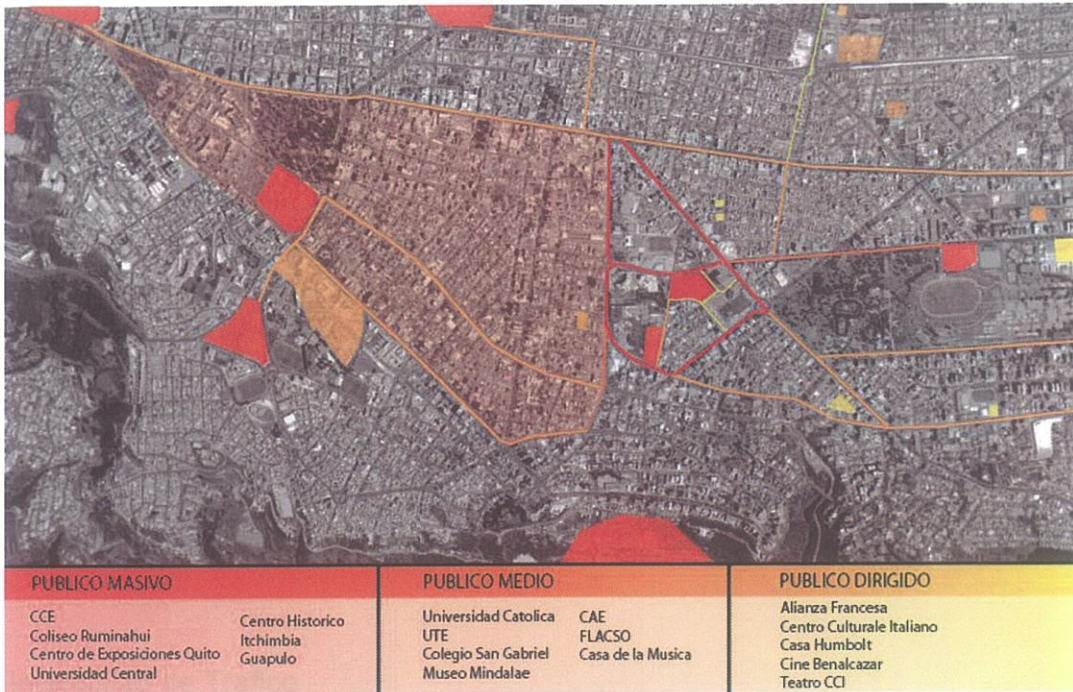 PUBLICO MASIVO
CCE
Coliseo Ruminahui
Centro de Exposiciones Quito
Universidad Central
Centro Historico
Itchimbia
Guapulo
PUBLICO MEDIO
Universidad Catolica
UTE
Colegio San Gabriel
Museo Mindalae
CAE
FLACSO
Casa de la Musica
PUBLICO DIRIGIDO
Alianza Francesa
Centro Culturale Italiano
Casa Humbolt
Cine Benalcazar
Teatro CCI